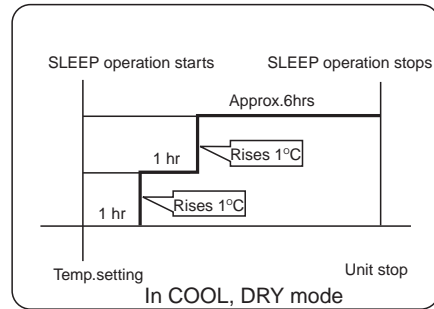 SLEEP operation starts
SLEEP operation stops
Approx.6hrs
1 hr
Rises 1°C
1 hr
Rises 1°C
Temp.setting
Unit stop
In COOL, DRY mode